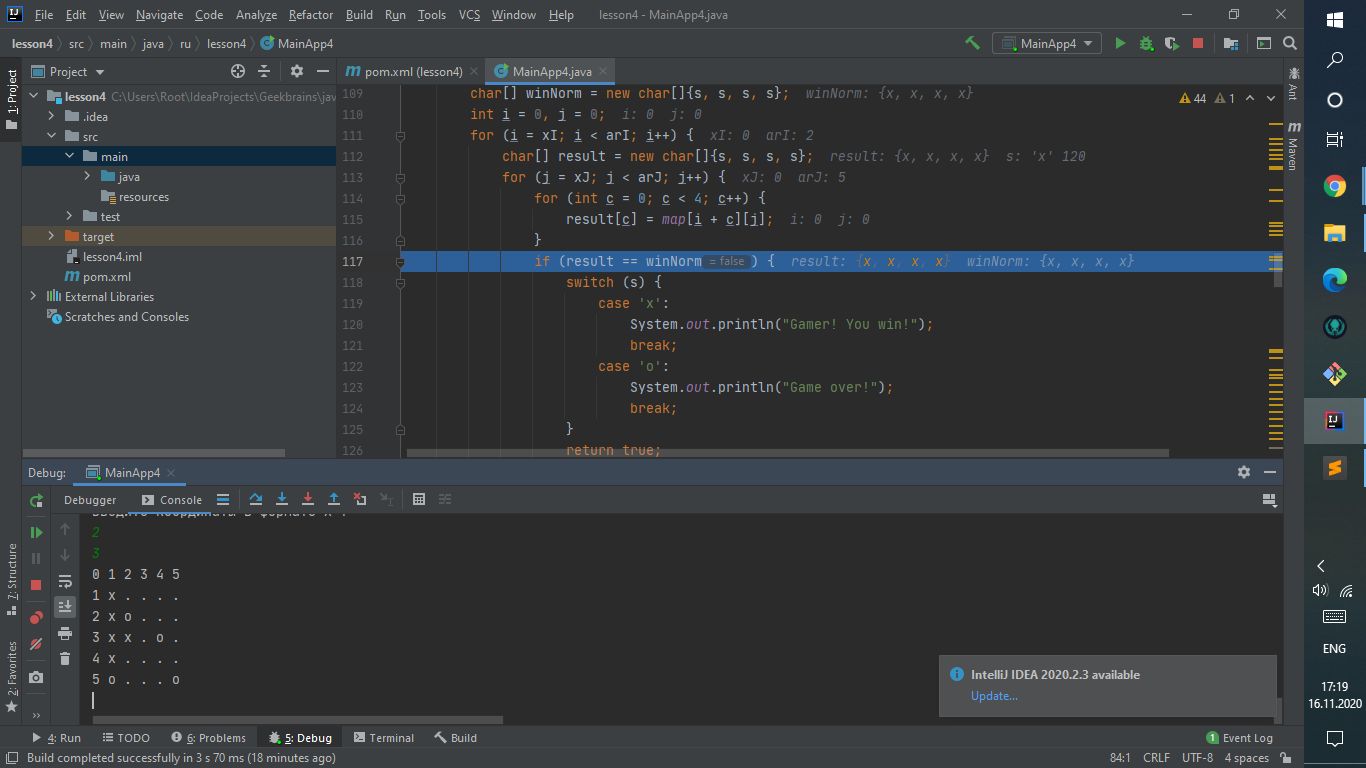 File Edit View Navigate Code Analyze Refactor Build Run Tools VCS Window Help lesson4 - MainApp4.java
lesson4 src main java ru lesson4 MainApp4
MainApp4
1: Project
Project
pom.xml (lesson4)
MainApp4.java
lesson4 C:\Users\Root\IdeaProjects\Geekbrains\jav
.idea
src
main
java
resources
test
target
lesson4.iml
pom.xml
External Libraries
Scratches and Consoles
44 1
Ant
Maven
109 char[] winNorm = new char[]{s, s, s, s}; winNorm: {x, x, x, x}
110 int i = 0, j = 0; i: 0 j: 0
111 for (i = xI; i < arI; i++) { xI: 0 arI: 2
112 char[] result = new char[]{s, s, s, s}; result: {x, x, x, x} s: 'x' 120
113 for (j = xJ; j < arJ; j++) { xJ: 0 arJ: 5
114 for (int c = 0; c < 4; c++) {
115 result[c] = map[i + c][j]; i: 0 j: 0
116 }
117 if (result == winNorm = false ) { result: {x, x, x, x} winNorm: {x, x, x, x}
118 switch (s) {
119 case 'x':
120 System.out.println("Gamer! You win!");
121 break;
122 case 'o':
123 System.out.println("Game over!");
124 break;
125 }
126 return true;
Debug: MainApp4
Debugger Console
2
3
0 1 2 3 4 5
1 x . . . .
2 x o . . .
3 x x . o .
4 x . . . .
5 o . . . o
7: Structure
2: Favorites
IntelliJ IDEA 2020.2.3 available
Update...
4: Run TODO 6: Problems 5: Debug Terminal Build
1 Event Log
Build completed successfully in 3 s 70 ms (18 minutes ago)
84:1 CRLF UTF-8 4 spaces
ENG
17:19
16.11.2020